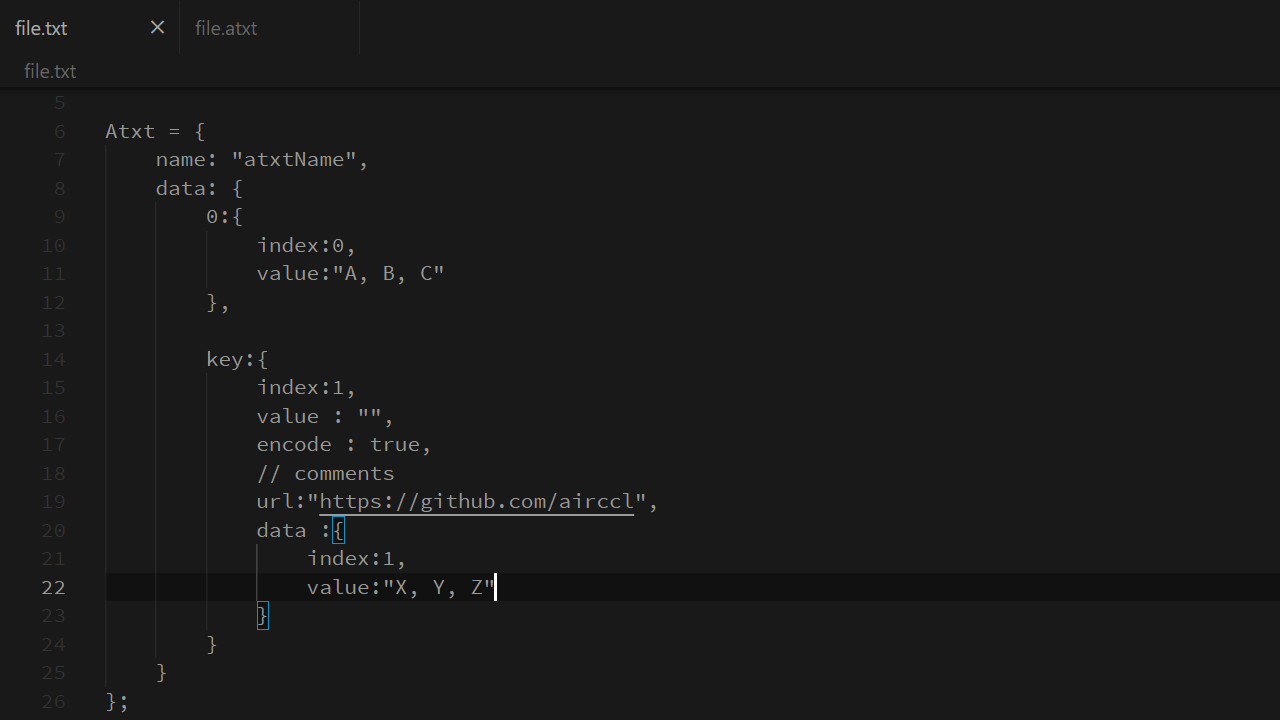 file.txt × file.atxt
file.txt
5
6 Atxt = {
7 name: "atxtName",
8 data: {
9 0:{
10 index:0,
11 value:"A, B, C"
12 },
13
14 key:{
15 index:1,
16 value : "",
17 encode : true,
18 // comments
19 url:"https://github.com/airccl",
20 data :{
21 index:1,
22 value:"X, Y, Z"
23 }
24 }
25 }
26 };